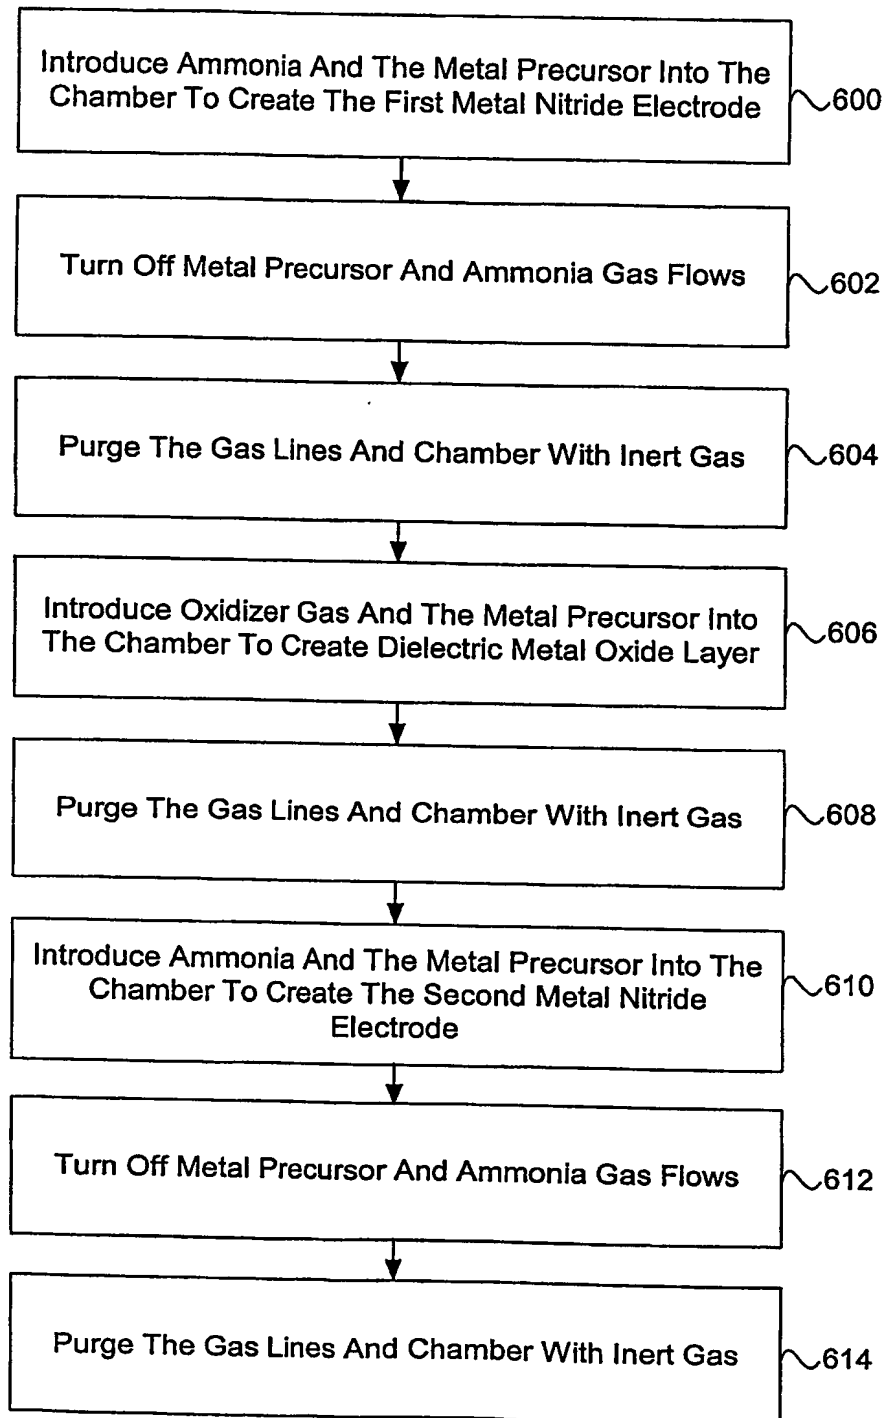 Introduce Ammonia And The Metal Precursor Into The
Chamber To Create The First Metal Nitride Electrode
600
Turn Off Metal Precursor And Ammonia Gas Flows
602
Purge The Gas Lines And Chamber With Inert Gas
604
Introduce Oxidizer Gas And The Metal Precursor Into
The Chamber To Create Dielectric Metal Oxide Layer
606
Purge The Gas Lines And Chamber With Inert Gas
608
Introduce Ammonia And The Metal Precursor Into The
Chamber To Create The Second Metal Nitride
Electrode
610
Turn Off Metal Precursor And Ammonia Gas Flows
612
Purge The Gas Lines And Chamber With Inert Gas
614